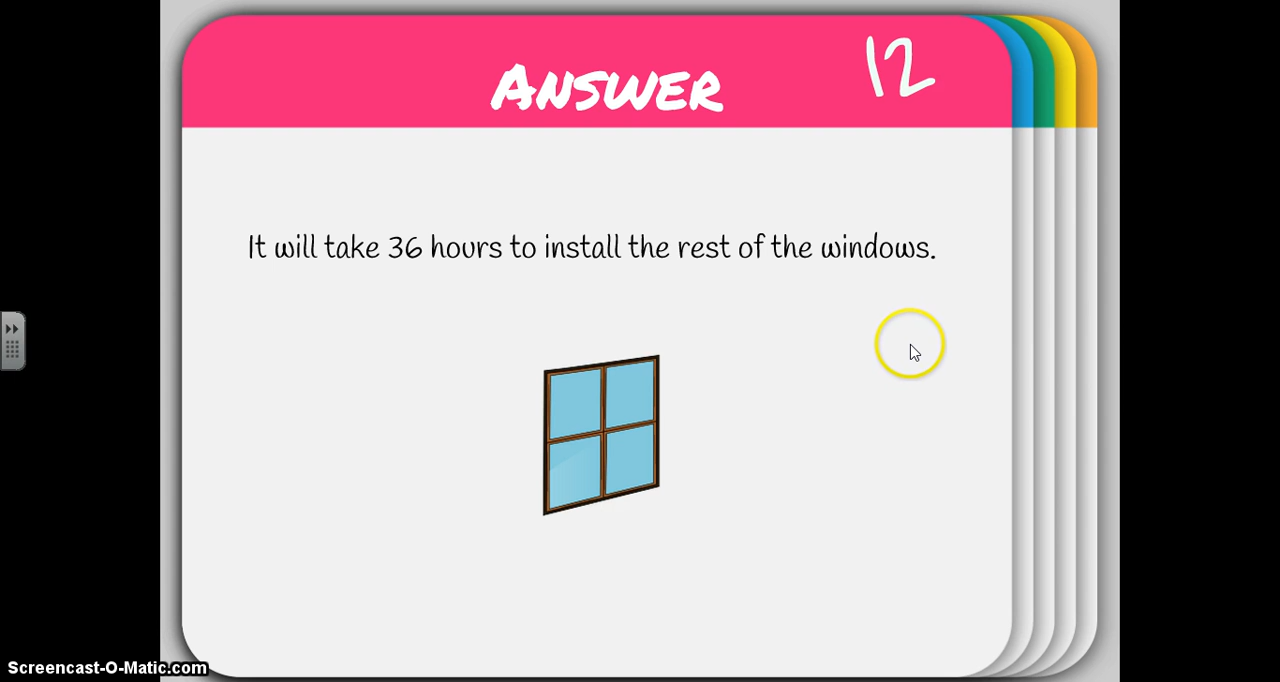 12
Answer
It will take 36 hours to install the rest of the windows.
Screencast-O-Matic.com